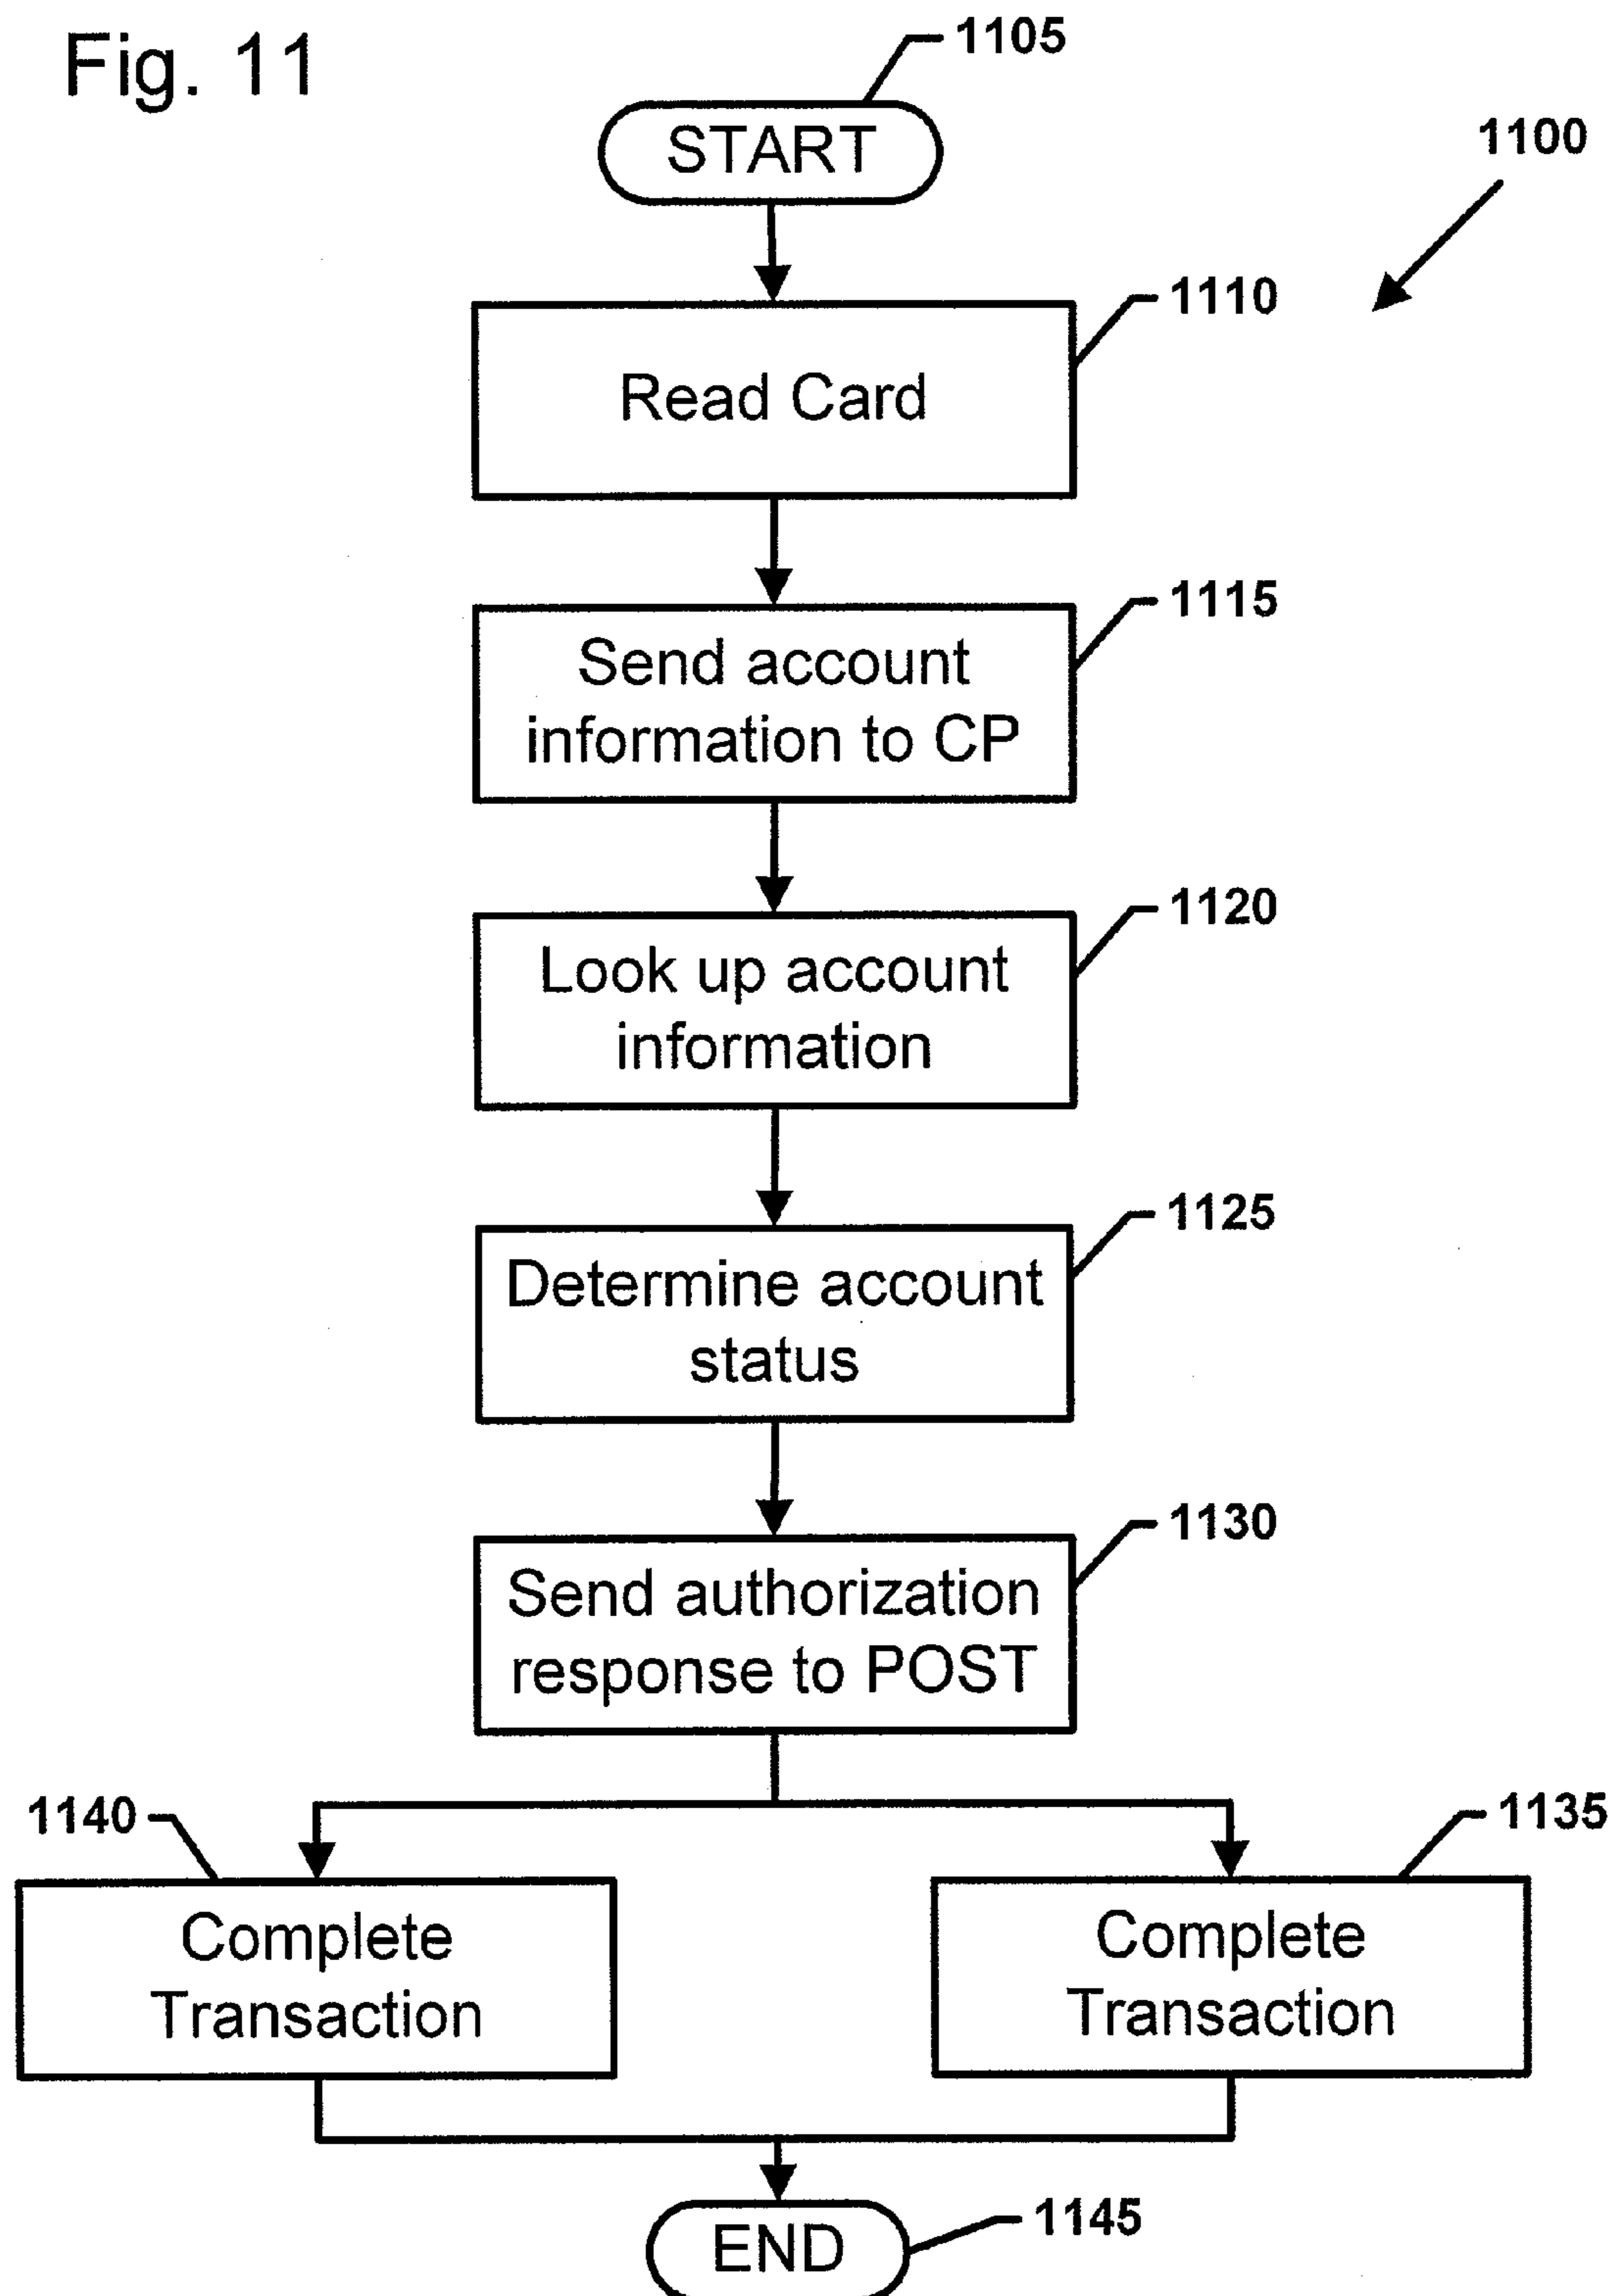 Fig. 11
1105
START
1100
1110
Read Card
1115
Send account
information to CP
1120
Look up account
information
1125
Determine account
status
1130
Send authorization
response to POST
1140
1135
Complete
Transaction
Complete
Transaction
1145
END